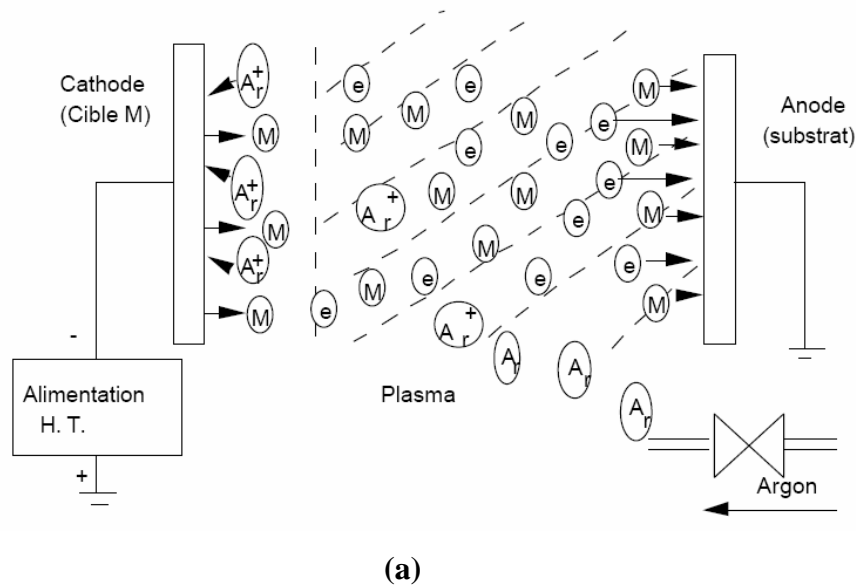 Cathode
(Cible M)
Ar+
e
e
M
Anode
(substrat)
M
M
M
M
e
e
e
M
Ar+
M
M
e
Ar+
e
M
M
M
Ar+
e
M
e
e
M
e
M
M
e
Ar+
-
Ar
Ar
Alimentation
H. T.
Plasma
Ar
+
Argon
(a)